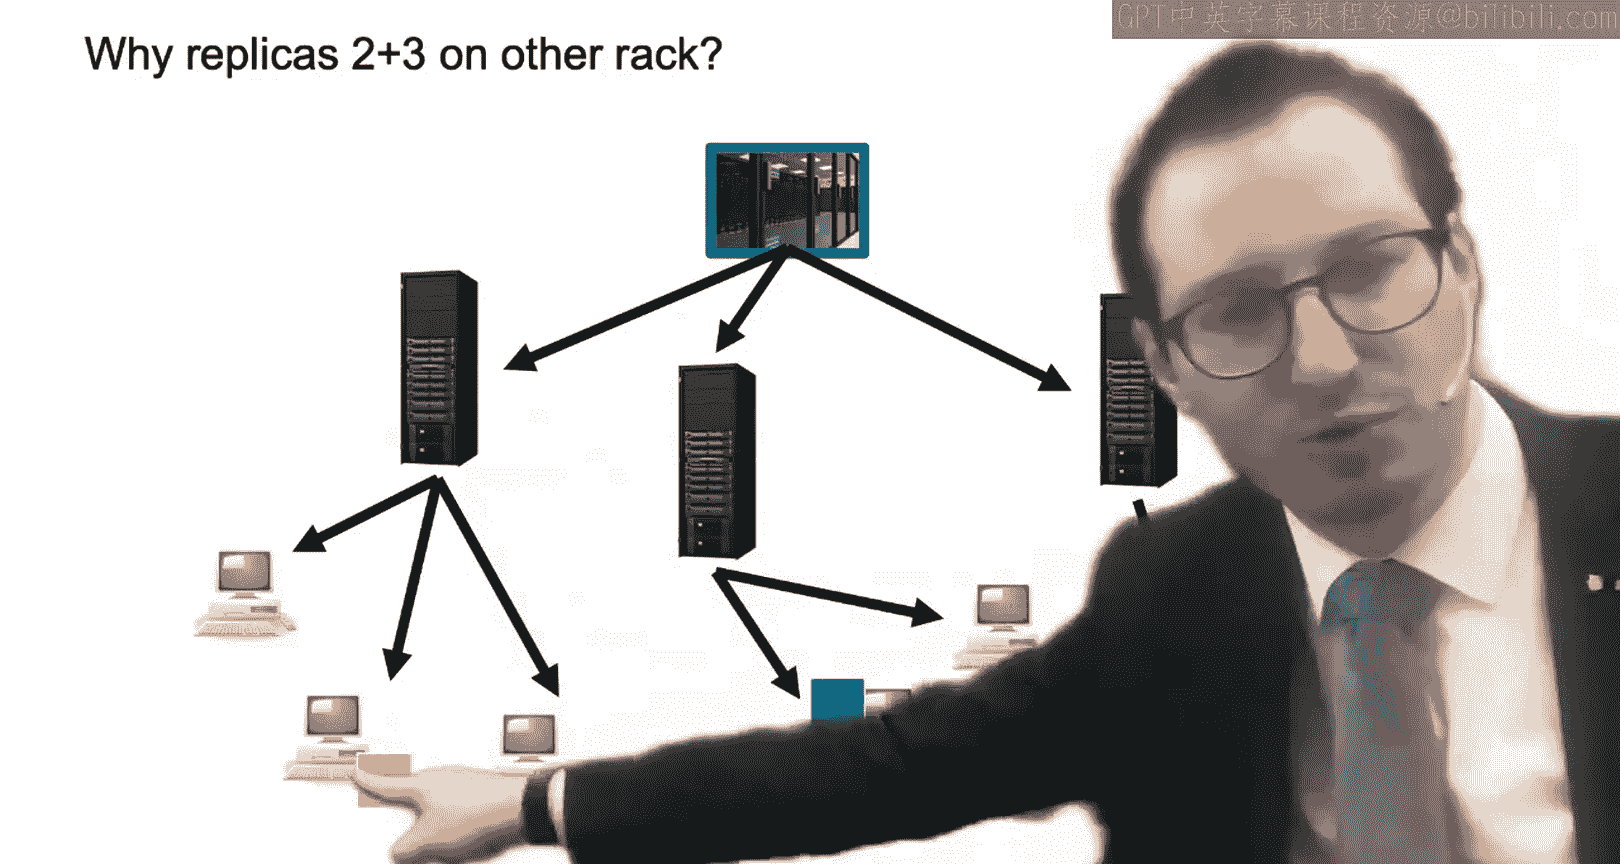 GPT中英字幕课程资源@bilibili.com
Why replicas 2+3 on other rack?